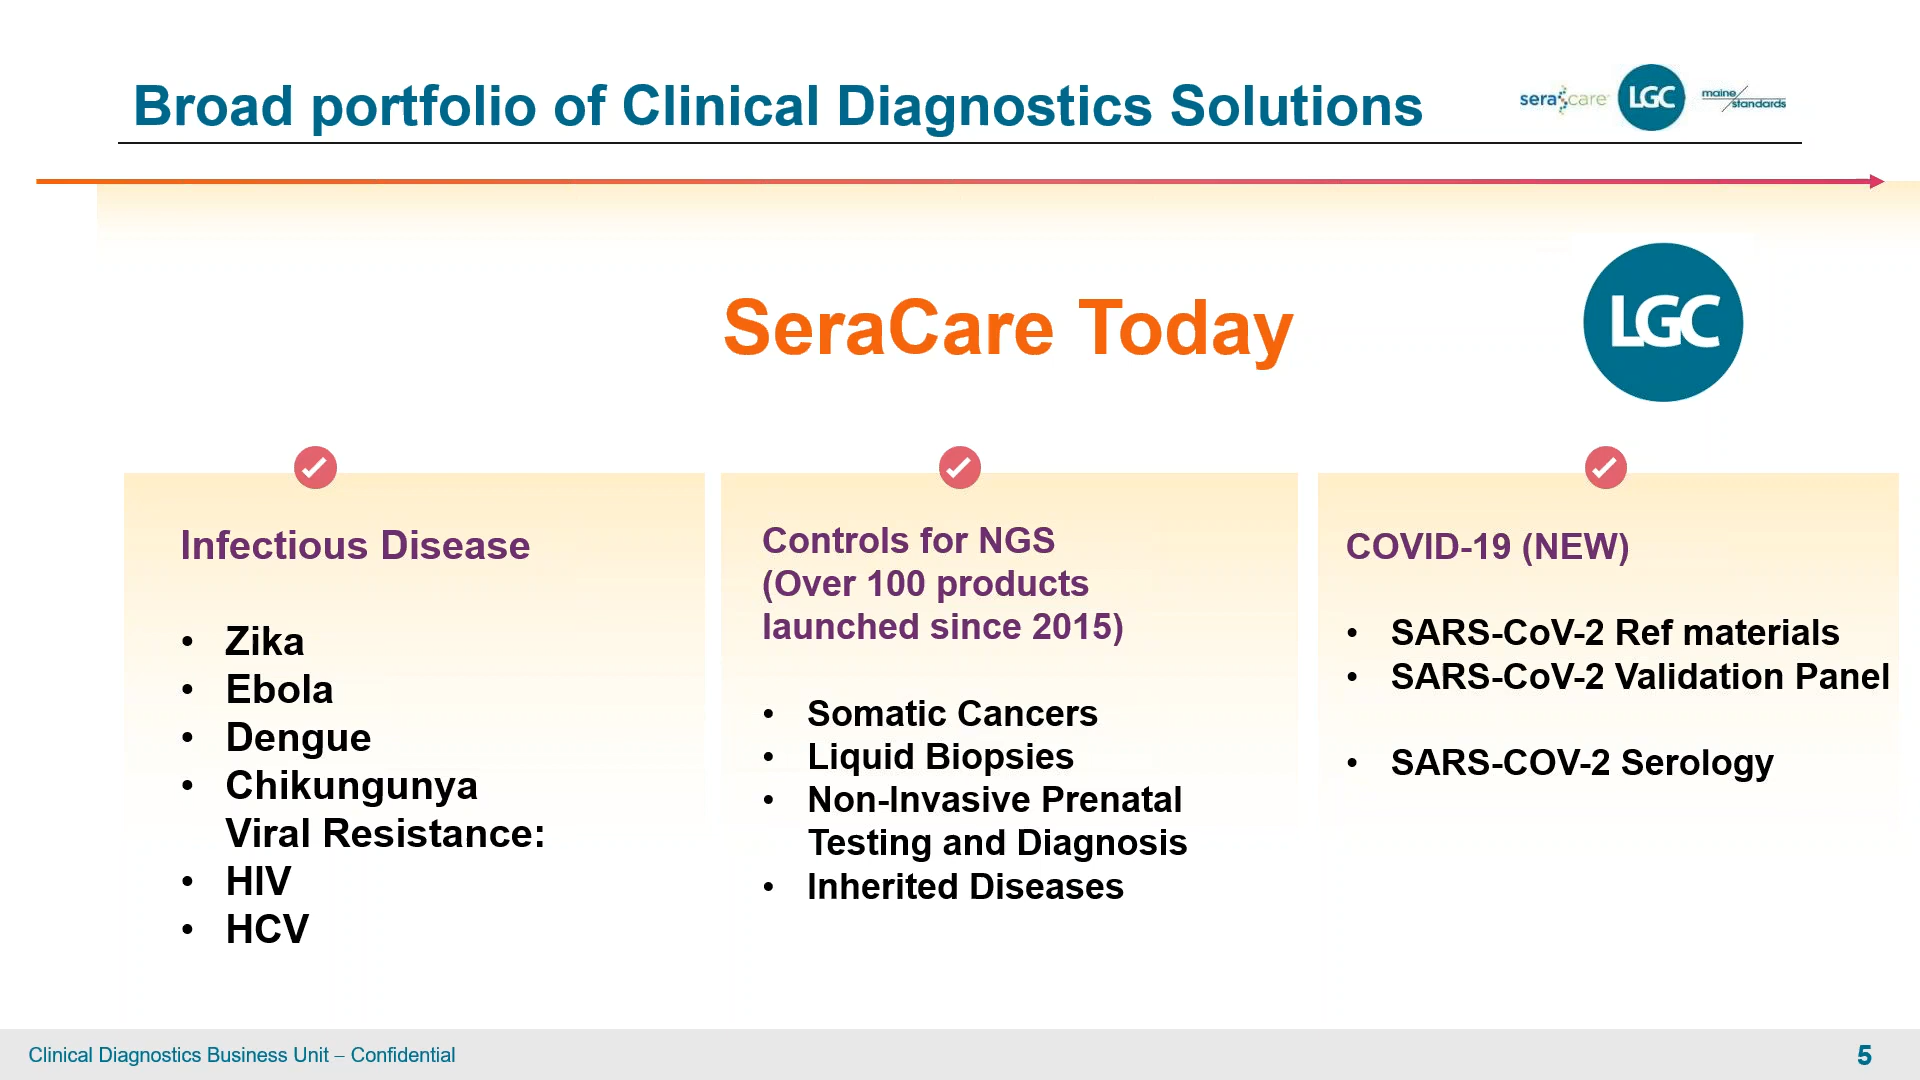 Broad portfolio of Clinical Diagnostics Solutions
seracare
LGC
maine
standards
SeraCare Today
LGC
Infectious Disease
• Zika
• Ebola
• Dengue
• Chikungunya
Viral Resistance:
• HIV
• HCV
Controls for NGS
(Over 100 products
launched since 2015)
• Somatic Cancers
• Liquid Biopsies
• Non-Invasive Prenatal
Testing and Diagnosis
• Inherited Diseases
COVID-19 (NEW)
• SARS-CoV-2 Ref materials
• SARS-CoV-2 Validation Panel
• SARS-COV-2 Serology
Clinical Diagnostics Business Unit – Confidential
5